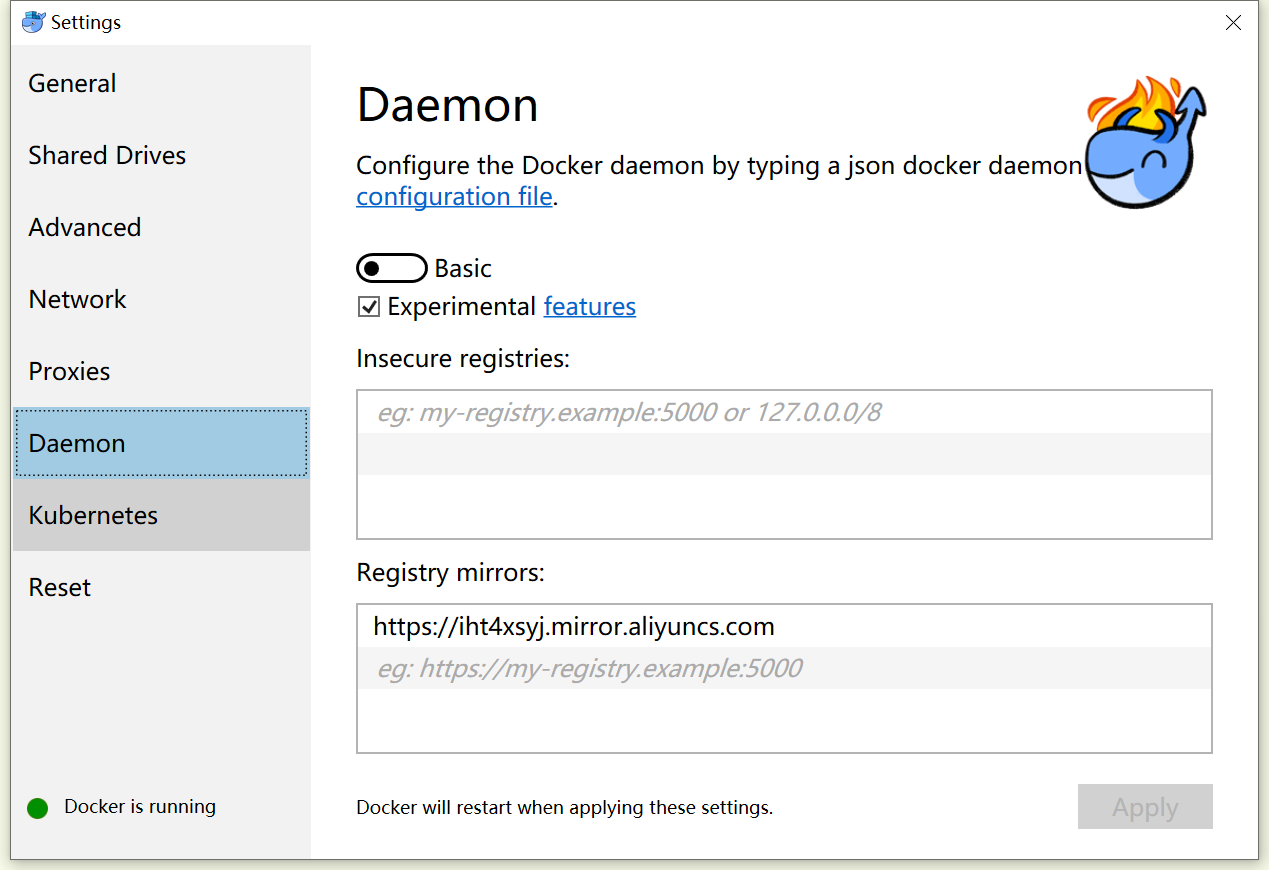 Settings
General
Shared Drives
Advanced
Network
Proxies
Daemon
Kubernetes
Reset
Docker is running
Daemon
Configure the Docker daemon by typing a json docker daemon
configuration file.
Basic
Experimental features
Insecure registries:
eg: my-registry.example:5000 or 127.0.0.0/8
Registry mirrors:
https://iht4xsyj.mirror.aliyuncs.com
eg: https://my-registry.example:5000
Docker will restart when applying these settings.
Apply